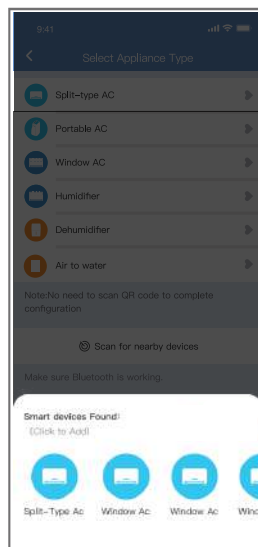 9:41
Select Appliance Type
Split-type AC
Portable AC
Window AC
Humidifier
Dehumidifier
Air to water
Note:No need to scan QR code to complete
configuration
Scan for nearby devices
Make sure Bluetooth is working.
Smart devices Found:
[Click to Add]
Split-Type Ac Window Ac Window Ac Wind